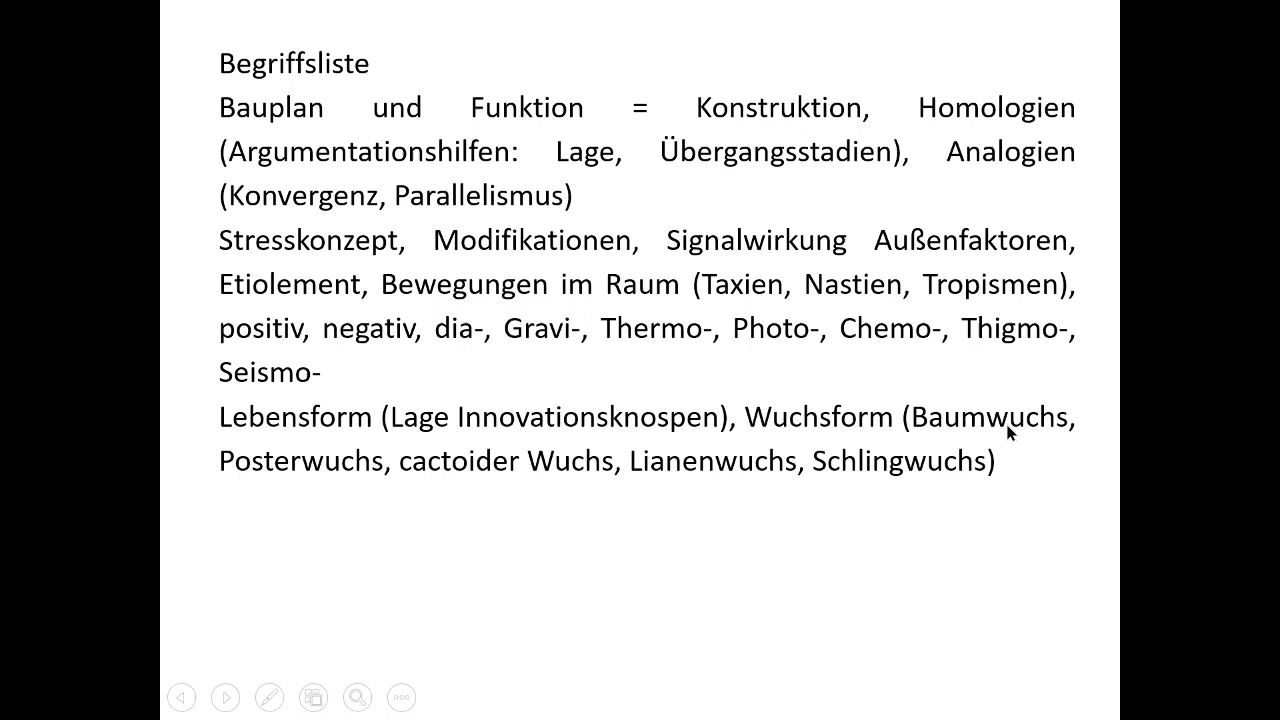 Begriffsliste
Bauplan und Funktion = Konstruktion, Homologien
(Argumentationshilfen: Lage, Übergangsstadien), Analogien
(Konvergenz, Parallelismus)
Stresskonzept, Modifikationen, Signalwirkung Außenfaktoren,
Etiolement, Bewegungen im Raum (Taxien, Nastien, Tropismen),
positiv, negativ, dia-, Gravi-, Thermo-, Photo-, Chemo-, Thigmo-,
Seismo-
Lebensform (Lage Innovationsknospen), Wuchsform (Baumwuchs,
Posterwuchs, cactoider Wuchs, Lianenwuchs, Schlingwuchs)